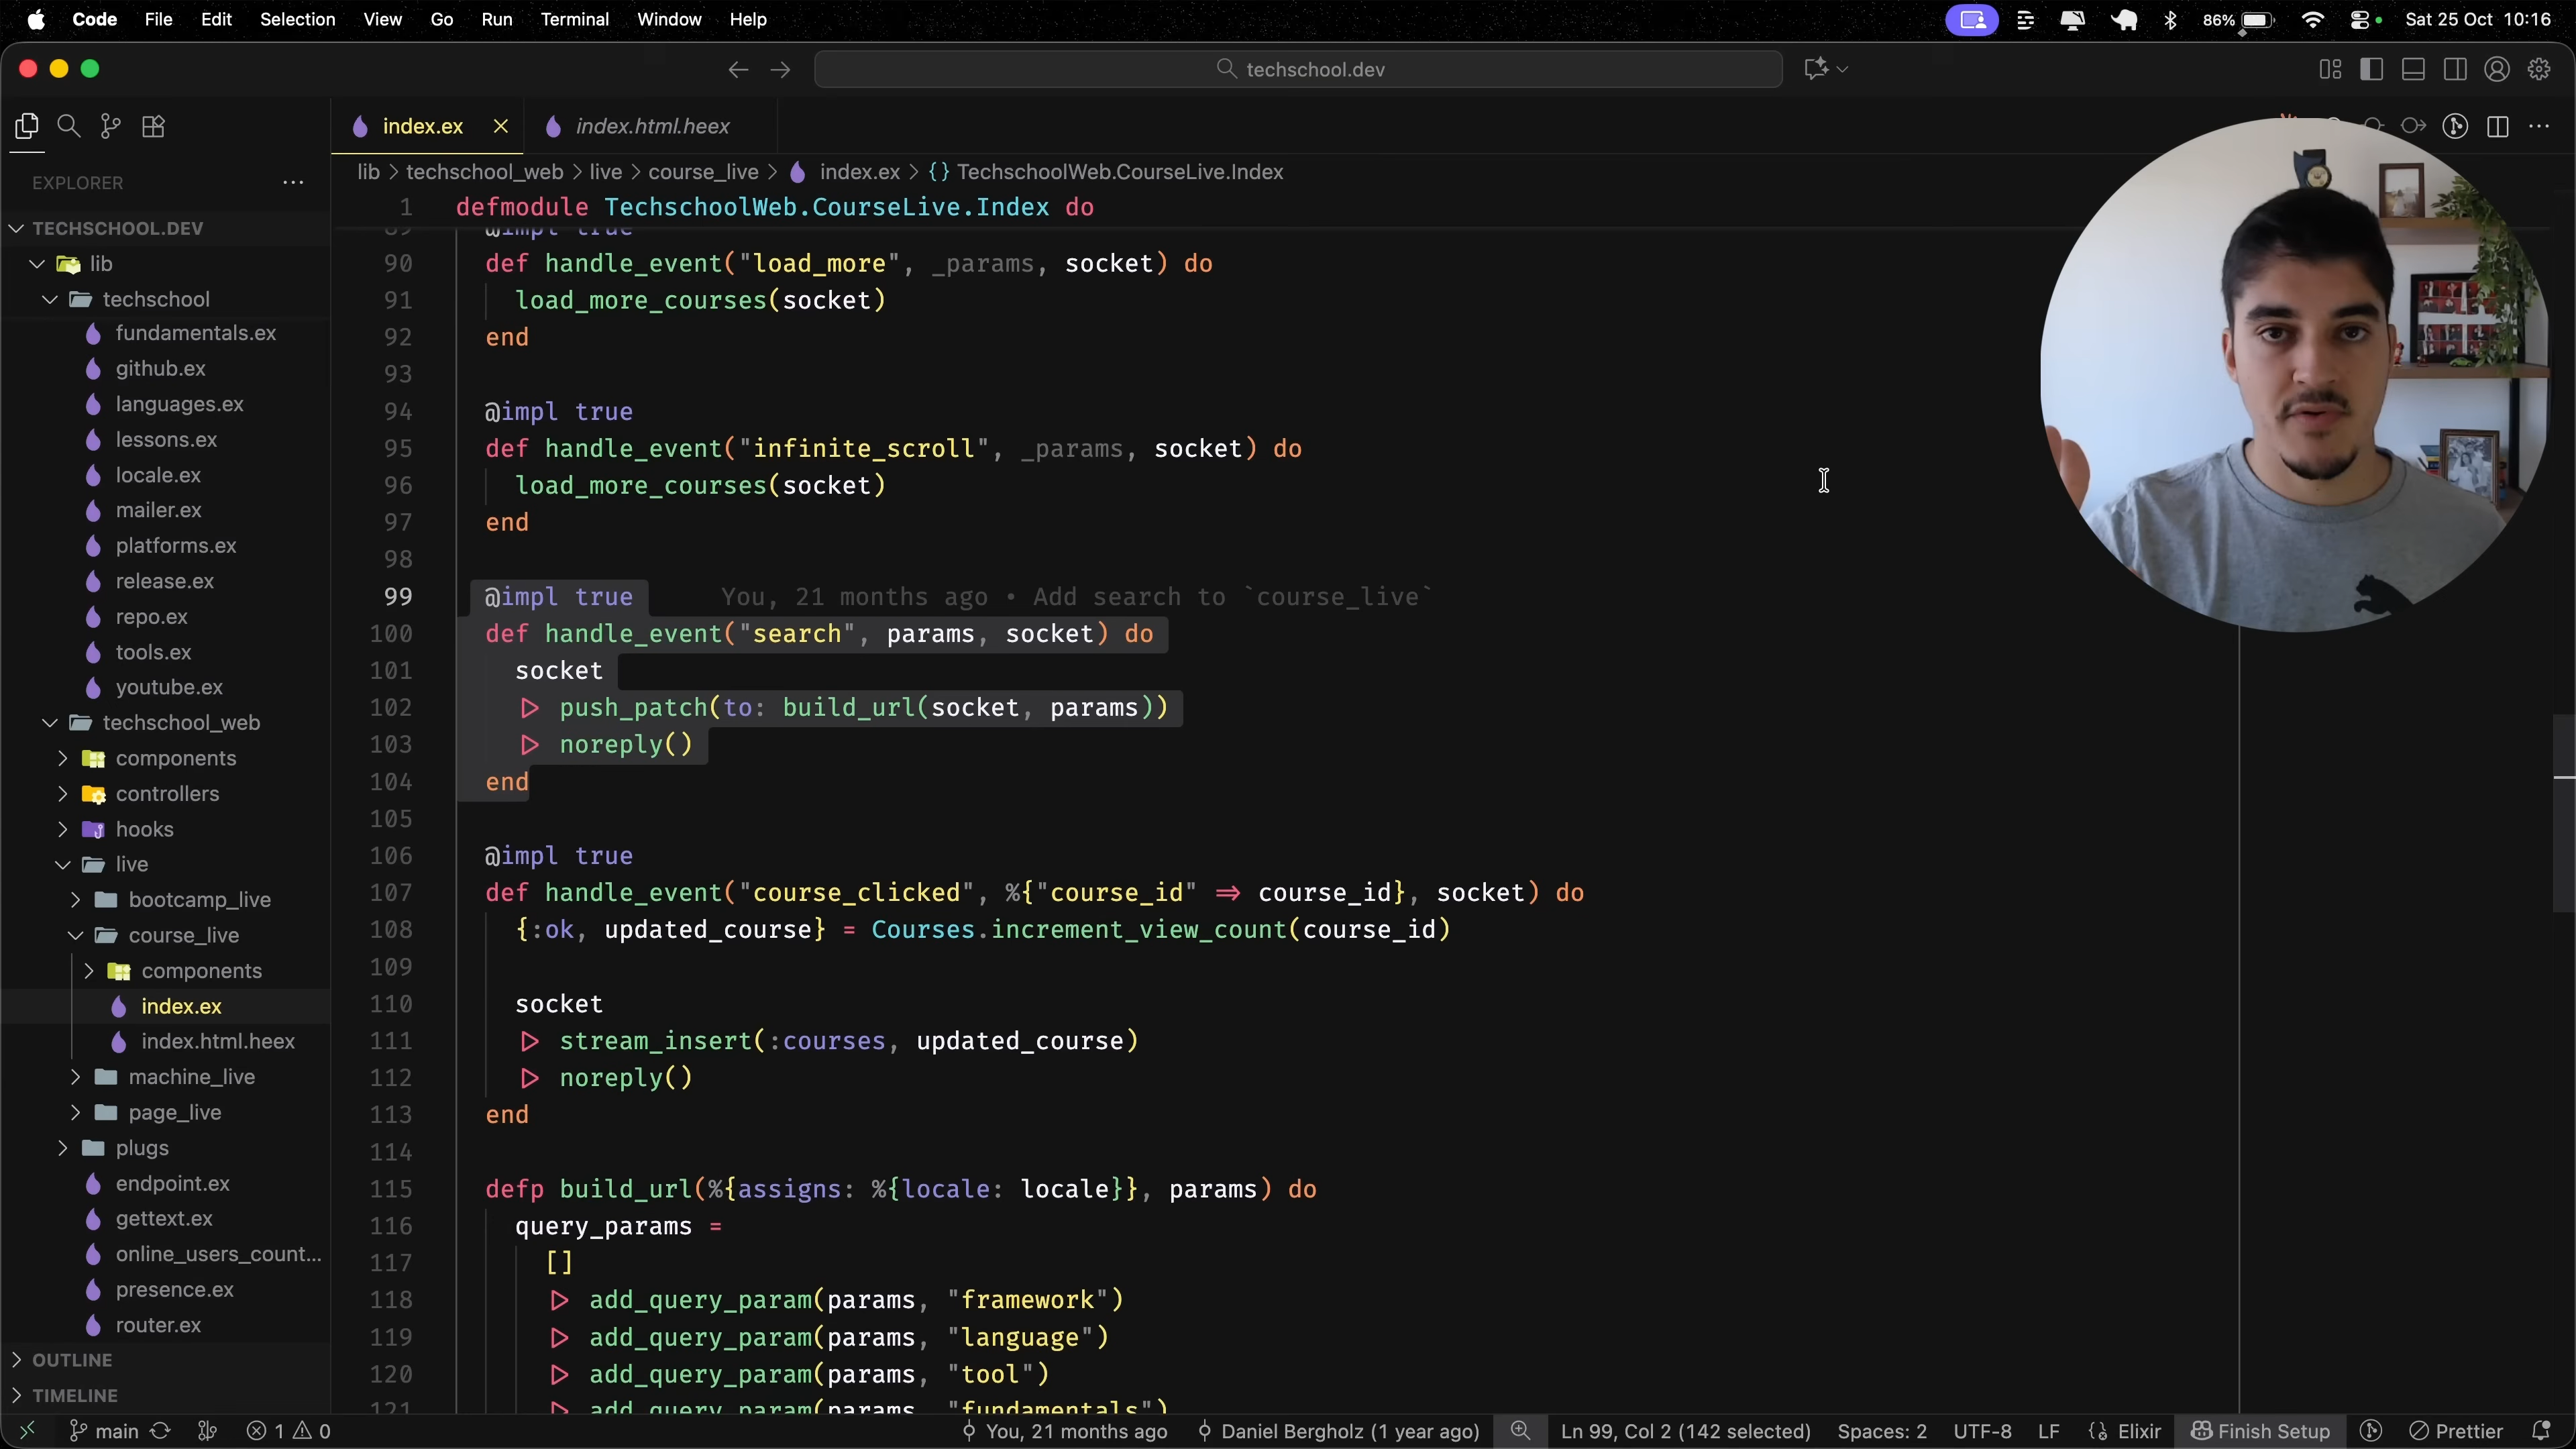 Code File Edit Selection View Go Run Terminal Window Help 86% Sat 25 Oct 10:16
techschool.dev
index.ex index.html.heex
EXPLORER
lib > techschool_web > live > course_live > index.ex > {} TechschoolWeb.CourseLive.Index
TECHSCHOOL.DEV
lib
techschool
fundamentals.ex
github.ex
languages.ex
lessons.ex
locale.ex
mailer.ex
platforms.ex
release.ex
repo.ex
tools.ex
youtube.ex
techschool_web
components
controllers
hooks
live
bootcamp_live
course_live
components
index.ex
index.html.heex
machine_live
page_live
plugs
endpoint.ex
gettext.ex
online_users_count...
presence.ex
router.ex
OUTLINE
TIMELINE
1 defmodule TechschoolWeb.CourseLive.Index do
89 @impl true
90 def handle_event("load_more", _params, socket) do
91 load_more_courses(socket)
92 end
93
94 @impl true
95 def handle_event("infinite_scroll", _params, socket) do
96 load_more_courses(socket)
97 end
98
99 @impl true You, 21 months ago • Add search to `course_live`
100 def handle_event("search", params, socket) do
101 socket
102 |> push_patch(to: build_url(socket, params))
103 |> noreply()
104 end
105
106 @impl true
107 def handle_event("course_clicked", %{"course_id" => course_id}, socket) do
108 {:ok, updated_course} = Courses.increment_view_count(course_id)
109
110 socket
111 |> stream_insert(:courses, updated_course)
112 |> noreply()
113 end
114
115 defp build_url(%{assigns: %{locale: locale}}, params) do
116 query_params =
117 []
118 |> add_query_param(params, "framework")
119 |> add_query_param(params, "language")
120 |> add_query_param(params, "tool")
121 |> add_query_param(params, "fundamentals")
main 1 0 You, 21 months ago Daniel Bergholz (1 year ago) Ln 99, Col 2 (142 selected) Spaces: 2 UTF-8 LF Elixir Finish Setup Prettier